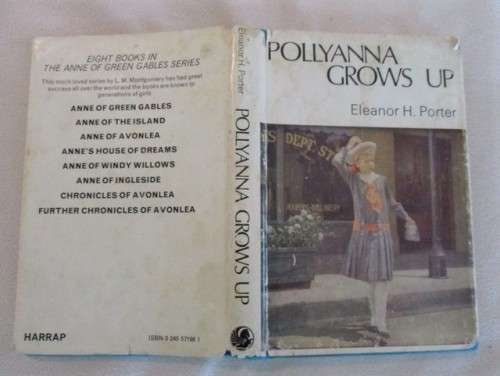 EIGHT BOOKS IN
THE ANNE OF GREEN GABLES SERIES
This much loved series by L. M. Montgomery has had great
success all over the world and the books are known to
generations of girls
ANNE OF GREEN GABLES
ANNE OF THE ISLAND
ANNE OF AVONLEA
ANNE'S HOUSE OF DREAMS
ANNE OF WINDY WILLOWS
ANNE OF INGLESIDE
CHRONICLES OF AVONLEA
FURTHER CHRONICLES OF AVONLEA
HARRAP
Eleanor H. Porter
POLLYANNA GROWS UP
POLLYANNA
GROWS UP
Eleanor H. Porter
DEPT